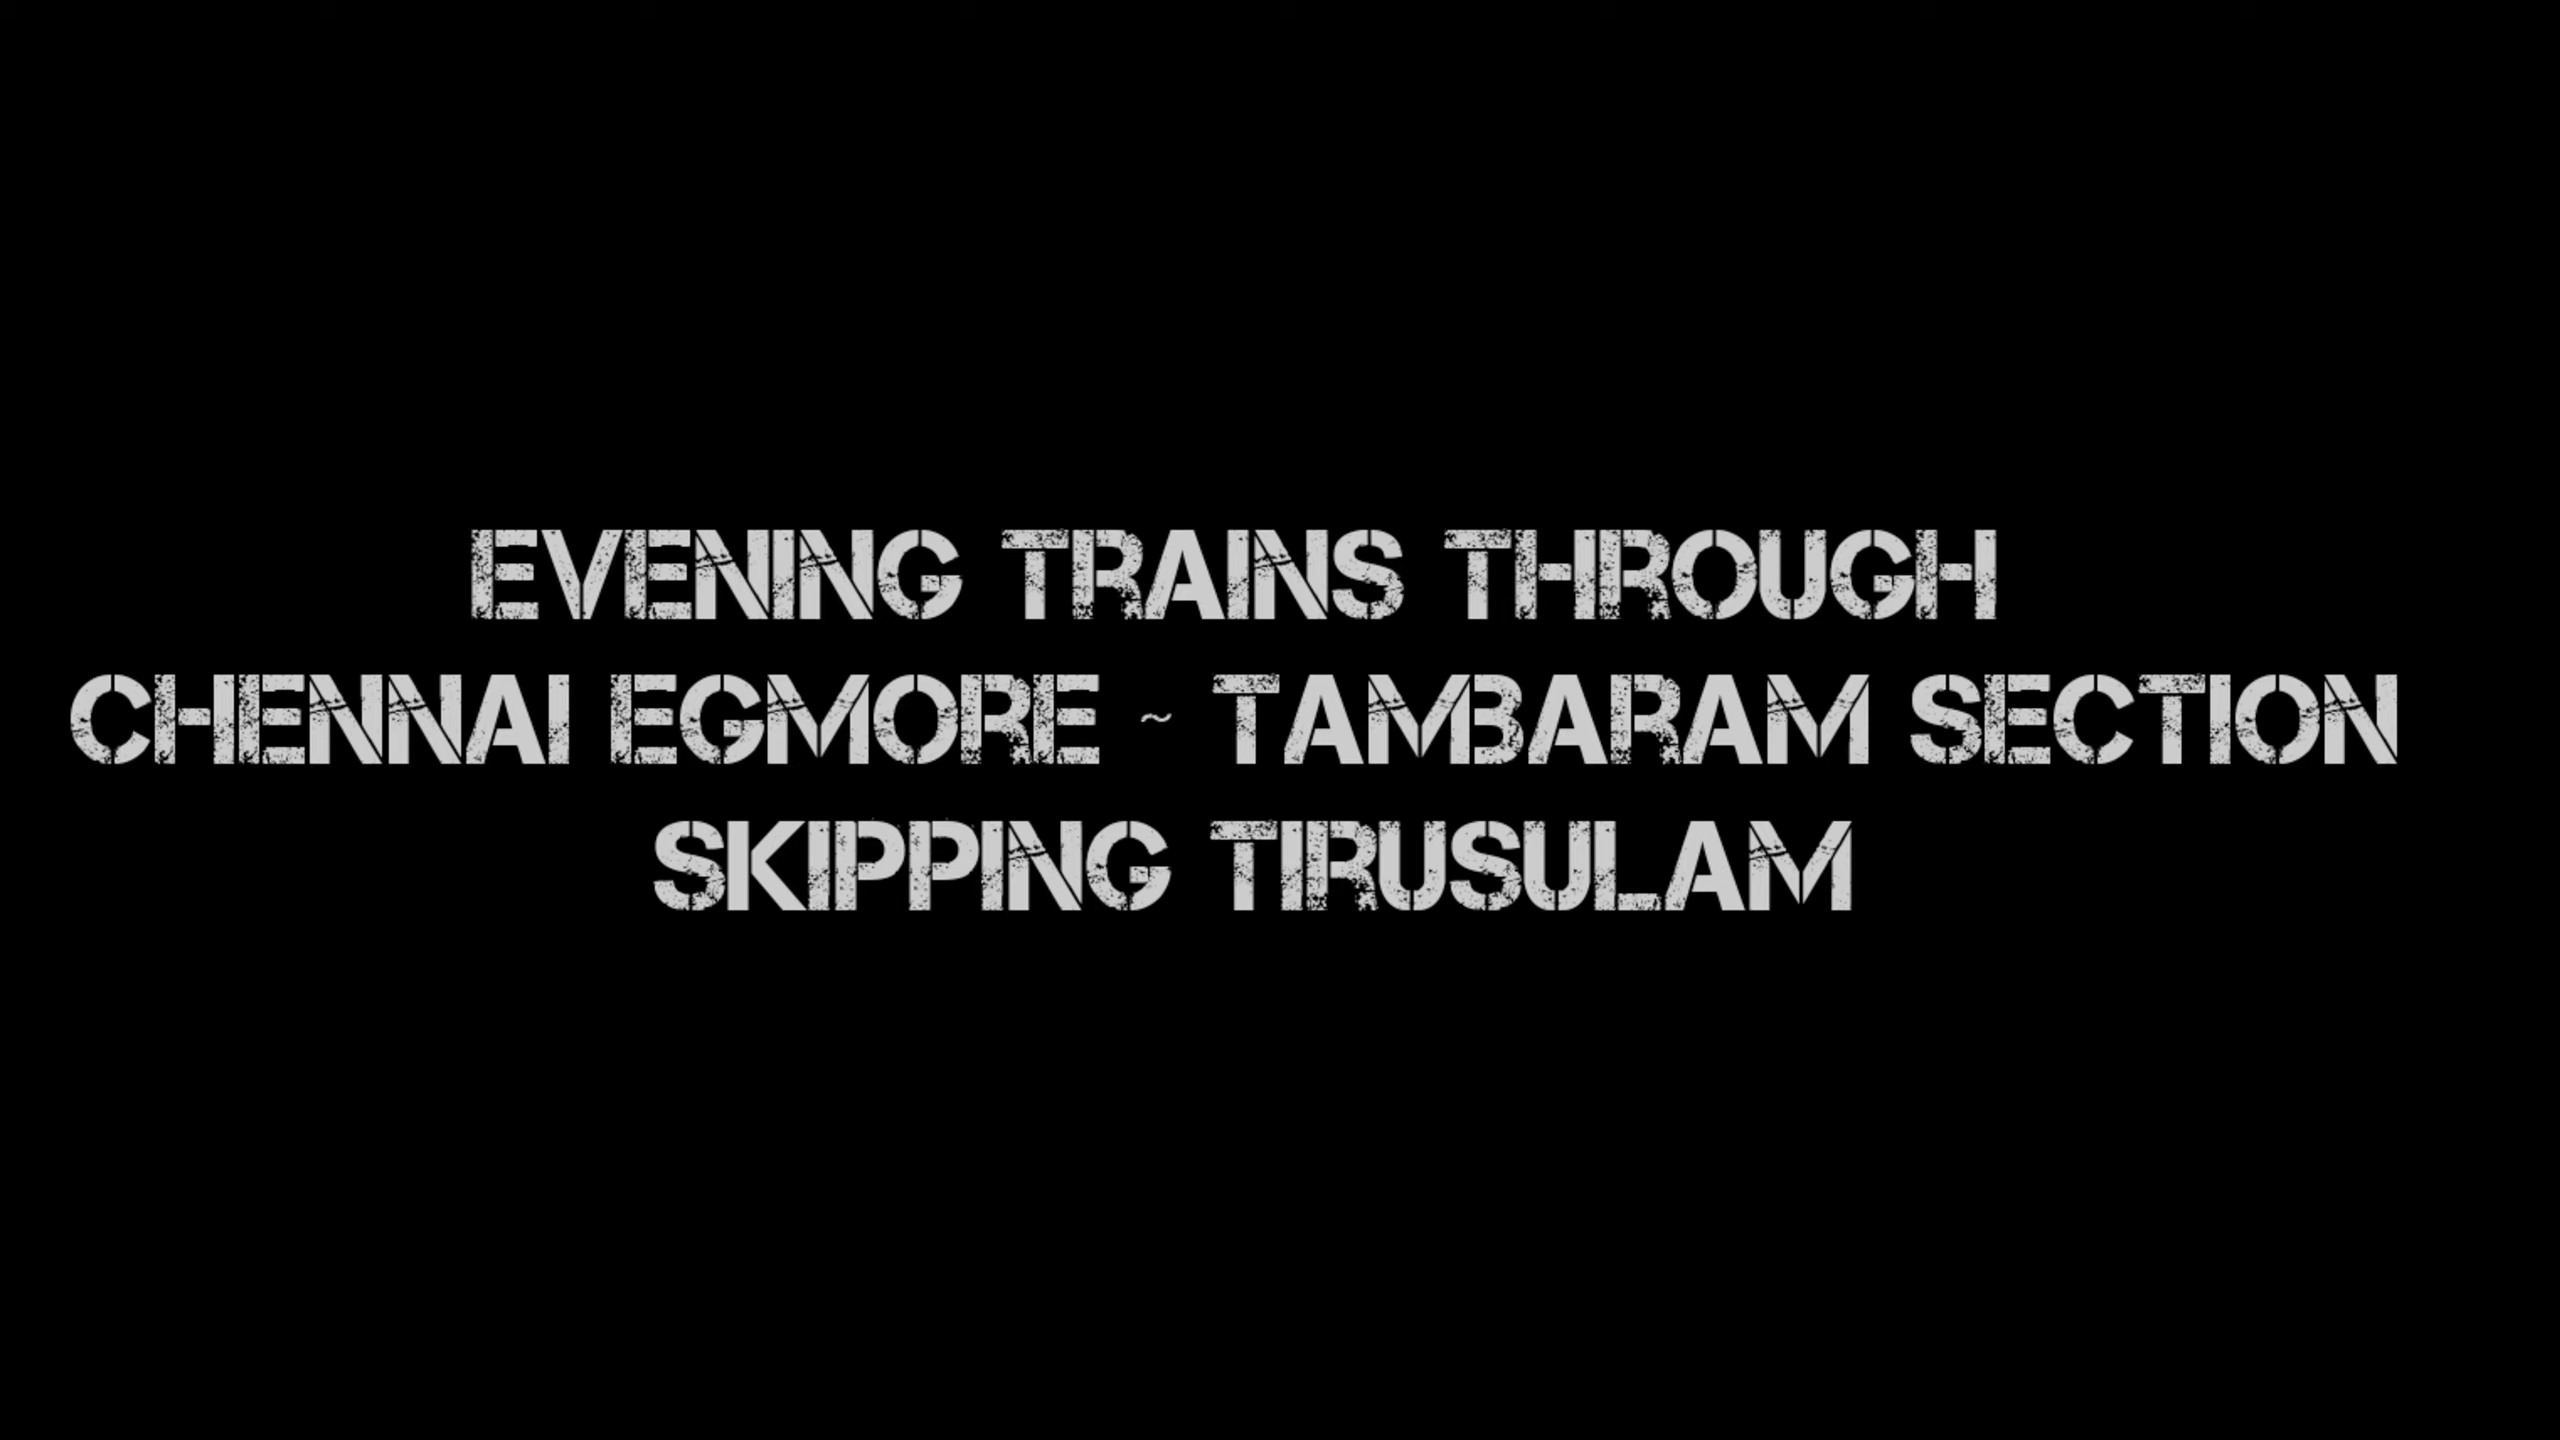 EVENING TRAINS THROUGH
CHENNAI EGMORE ~ TAMBARAM SECTION
SKIPPING TIRUSULAM